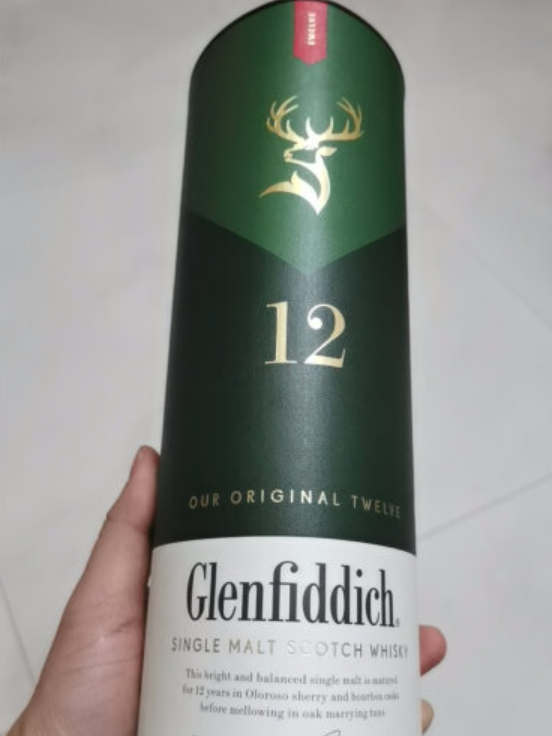 TWELVE
12
OUR ORIGINAL TWELVE
Glenfiddich®
SINGLE MALT SCOTCH WHISKY
This bright and balanced single malt is matured
for 12 years in Oloroso sherry and bourbon casks
before mellowing in oak marrying tuns.